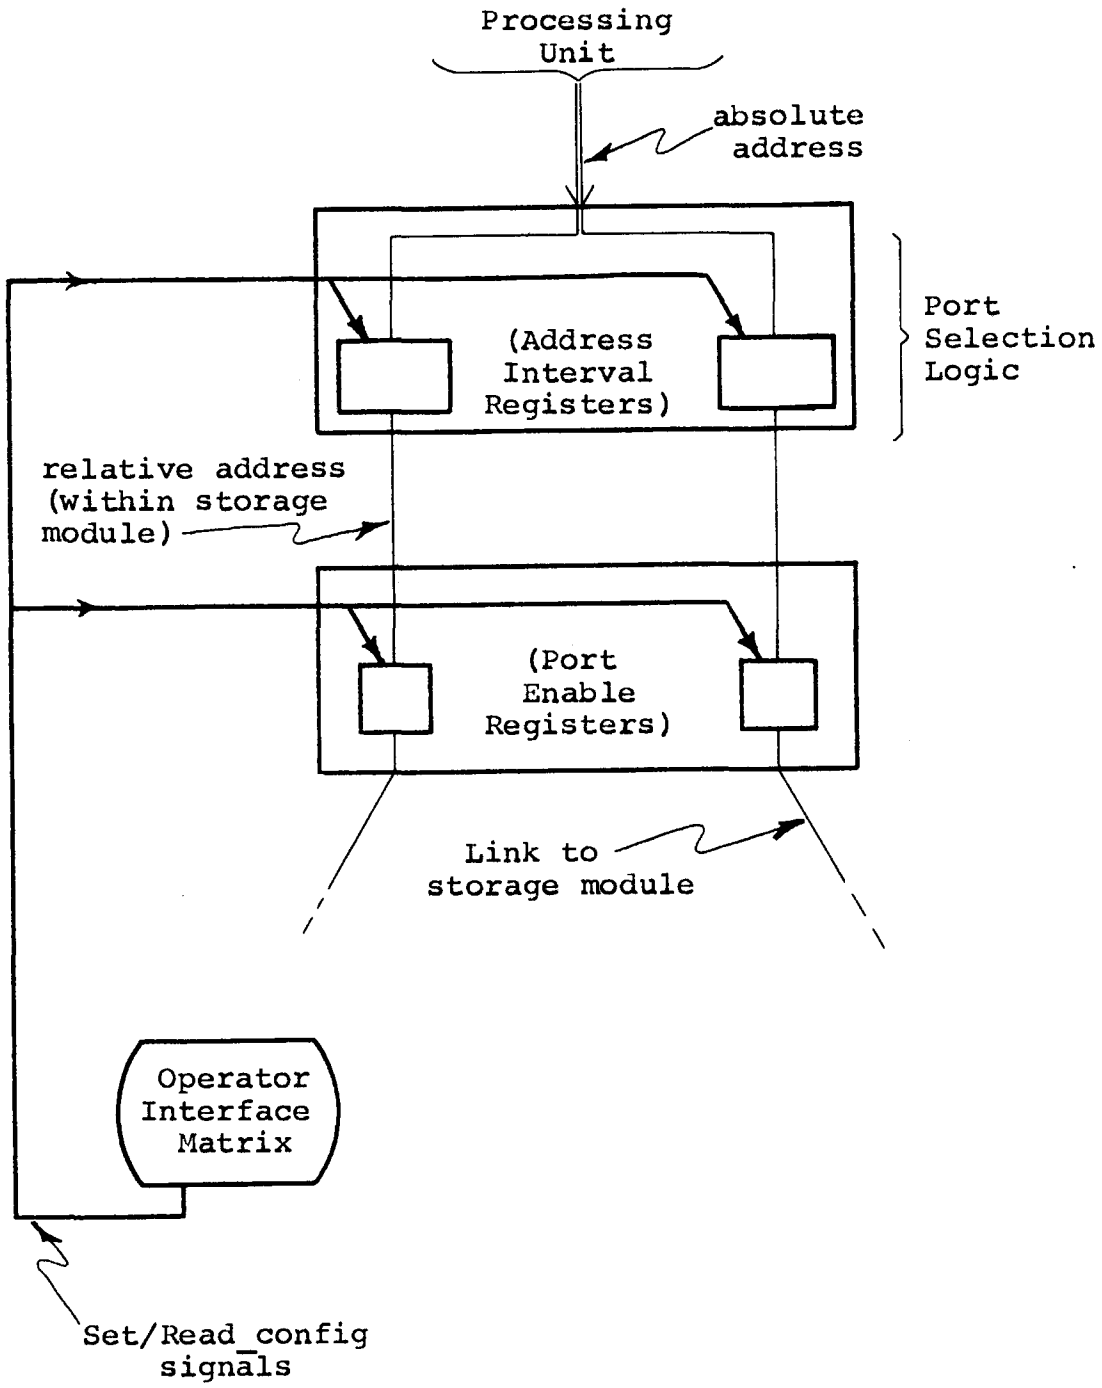 Processing
Unit
absolute
address
Port
Selection
Logic
(Address
Interval
Registers)
relative address
(within storage
module)
(Port
Enable
Registers)
Link to
storage module
Operator
Interface
Matrix
Set/Read_config
signals